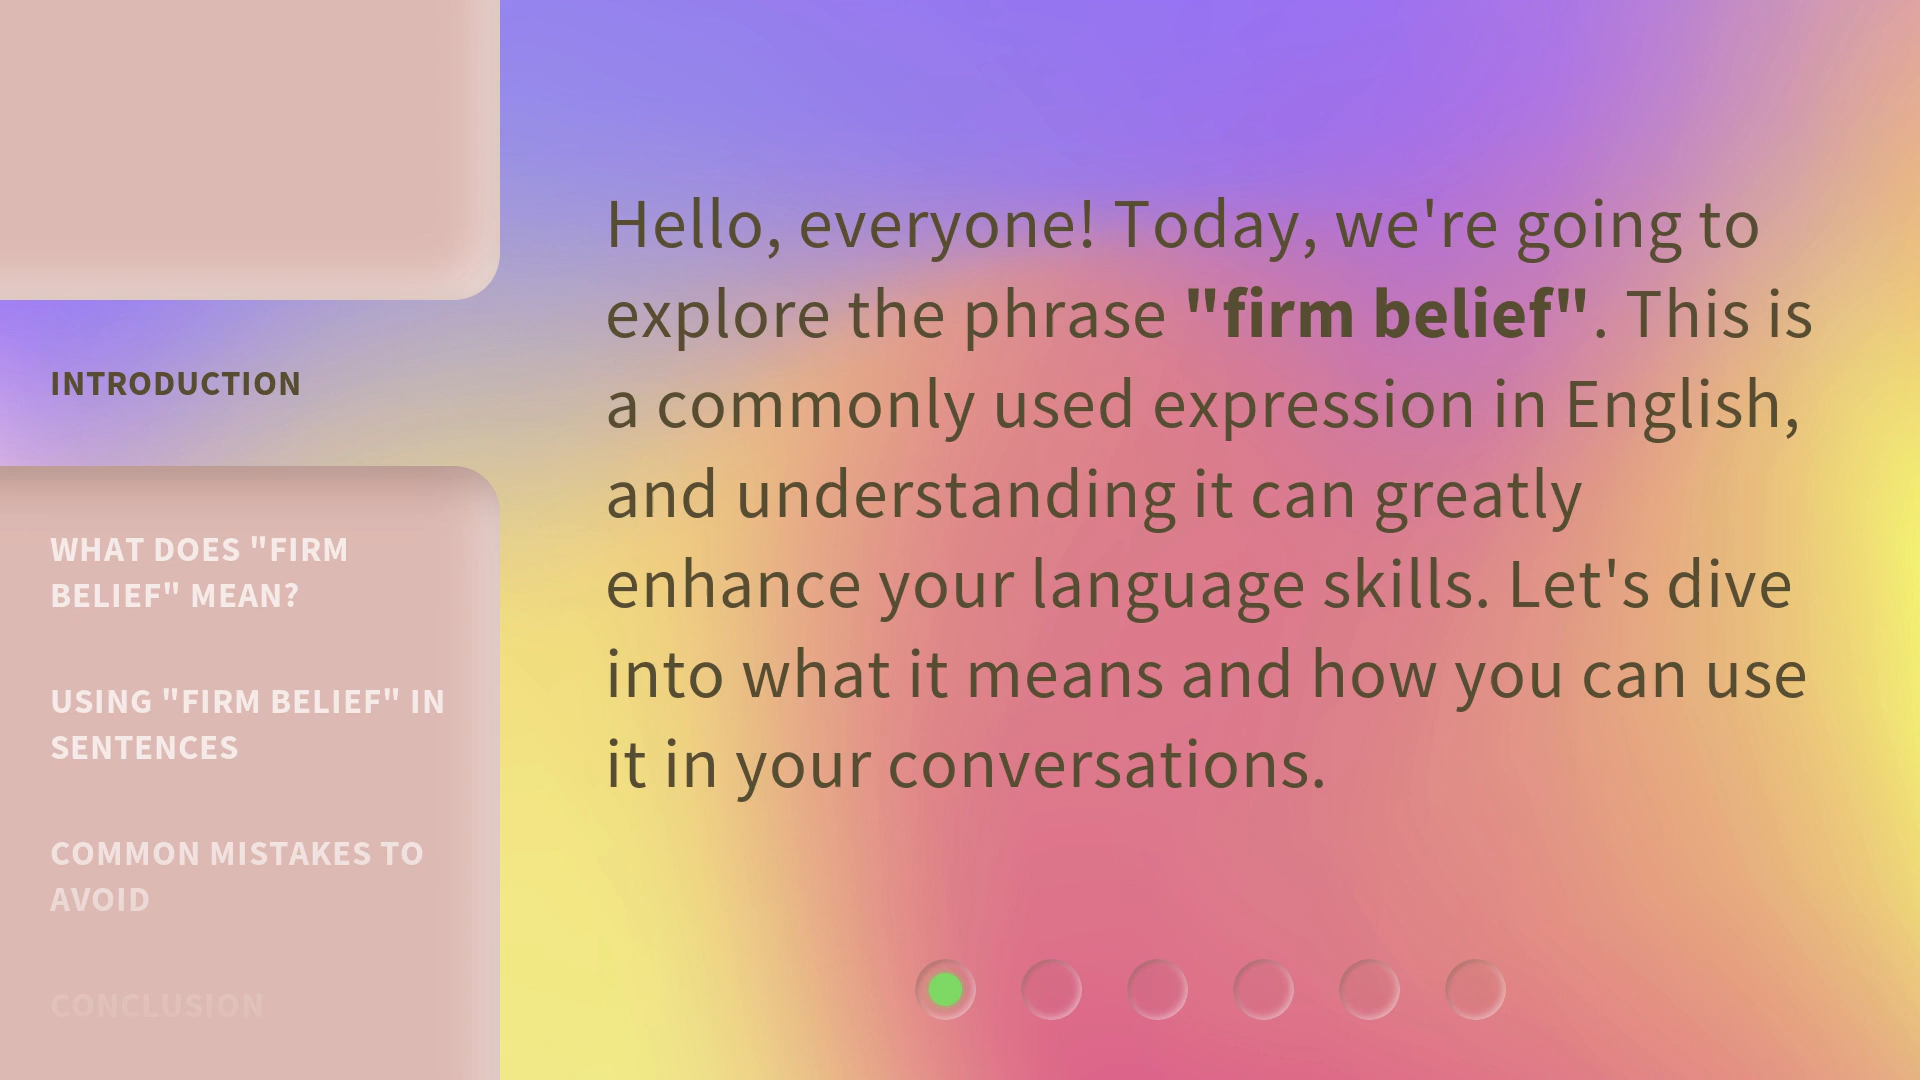 INTRODUCTION
WHAT DOES "FIRM
BELIEF" MEAN?
USING "FIRM BELIEF" IN
SENTENCES
COMMON MISTAKES TO
AVOID
CONCLUSION
Hello, everyone! Today, we're going to
explore the phrase "firm belief". This is
a commonly used expression in English,
and understanding it can greatly
enhance your language skills. Let's dive
into what it means and how you can use
it in your conversations.